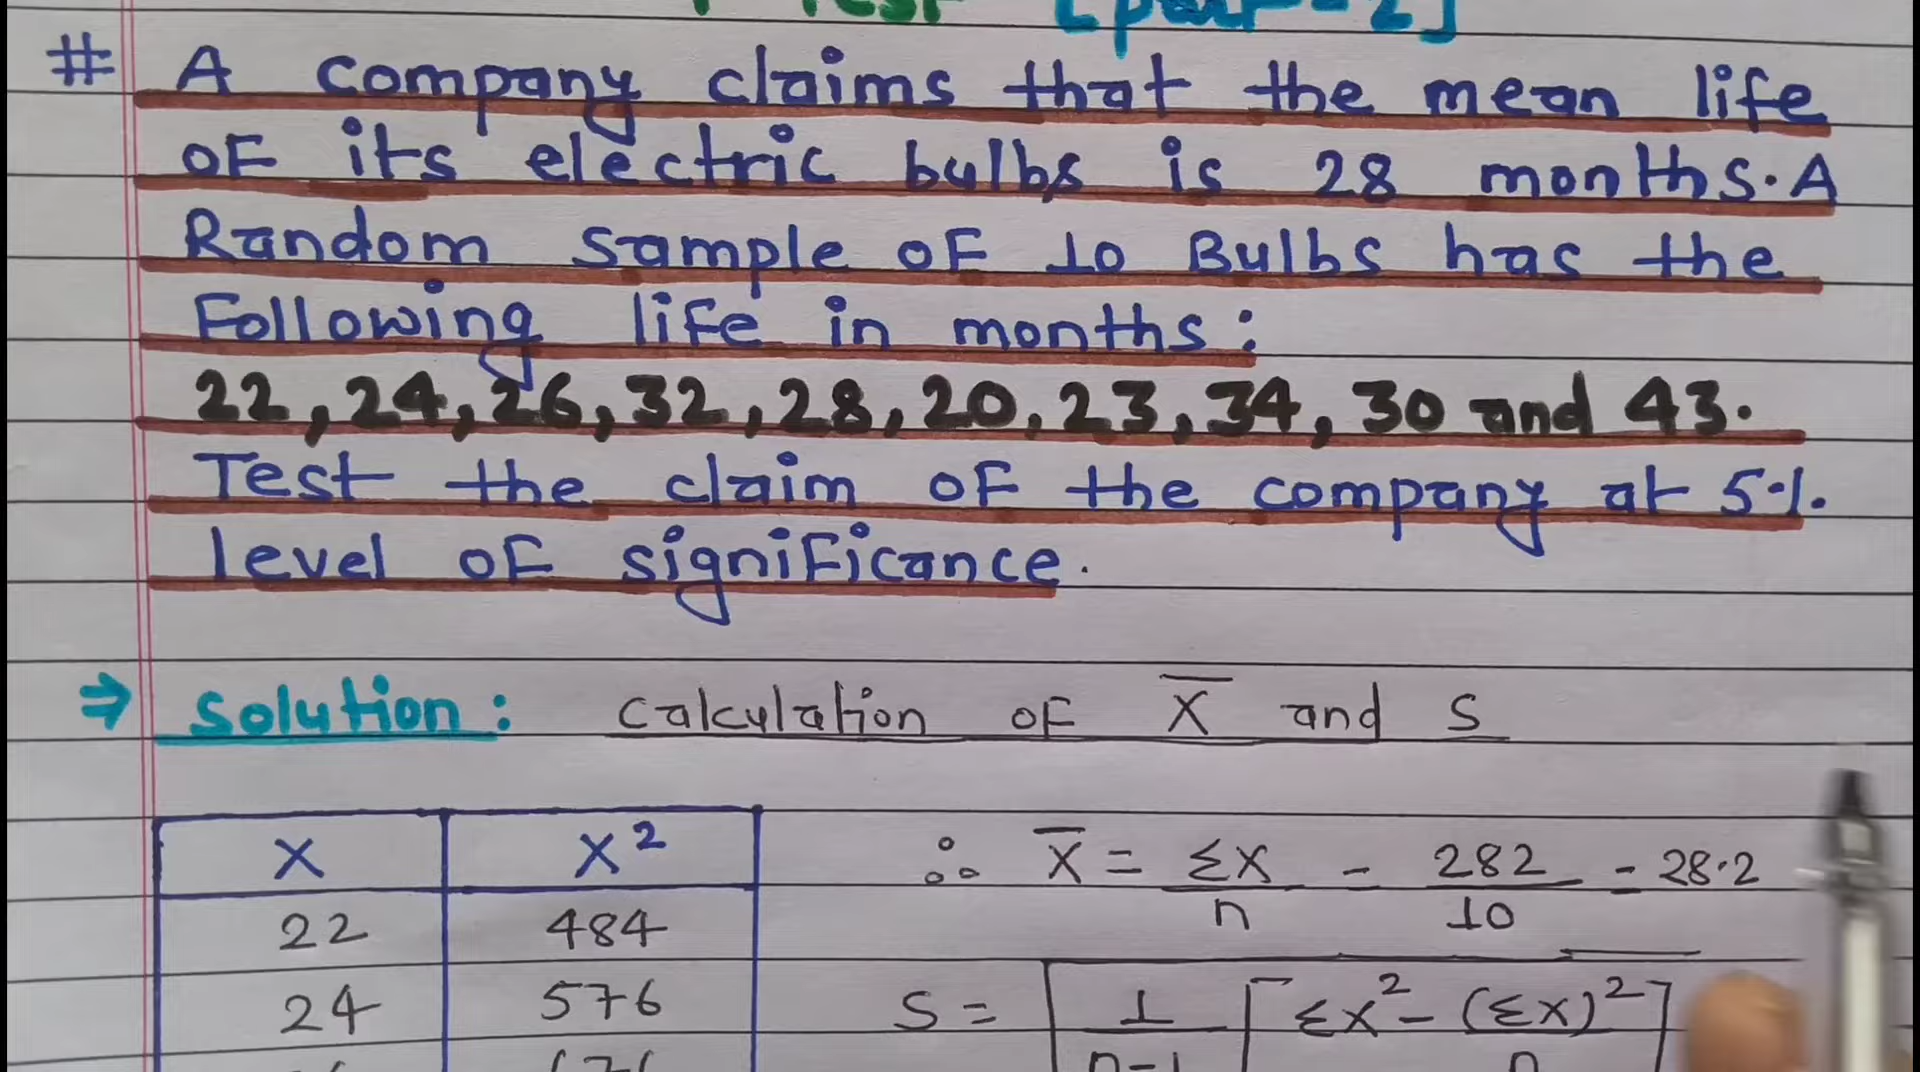 Test
# A company claims that the mean life
OF its electric bulbs is 28 months. A
Random sample OF 10 Bulbs has the
Following life in months:
22, 24, 26, 32, 28, 20, 23, 34, 30 and 43.
Test the claim OF the company at 5%
level OF significance.
⇒ Solution: Calculation OF X̅ and S
X X²
∴ X̅ = ΣX / n = 282 / 10 = 28.2
22 484
24 576
S = √ 1 / n-1 [ ΣX² - (ΣX)² / n ]